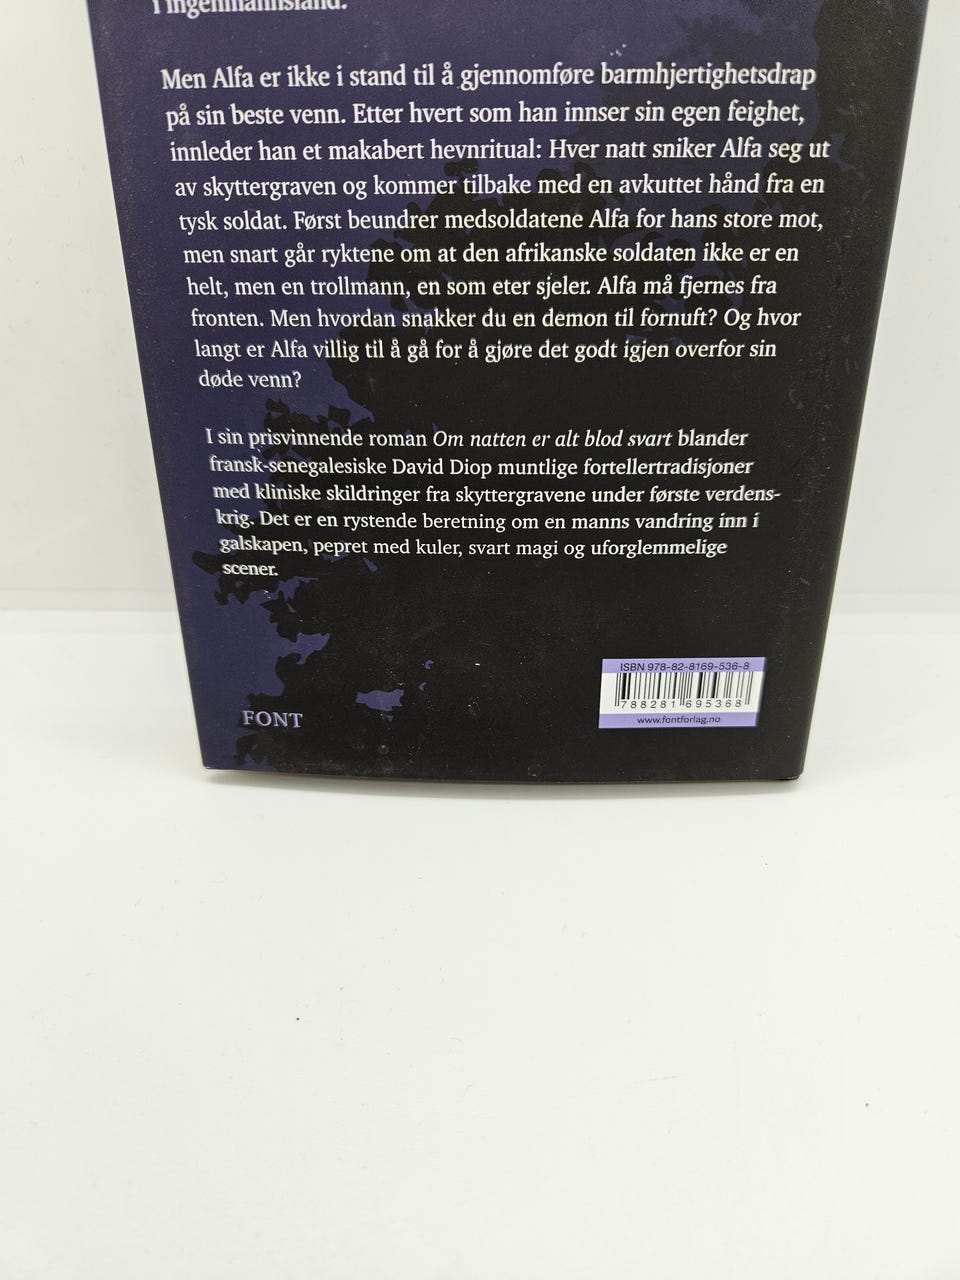 i ingenmannsland.
Men Alfa er ikke i stand til å gjennomføre barmhjertighetsdrap
på sin beste venn. Etter hvert som han innser sin egen feighet,
innleder han et makabert hevnritual: Hver natt sniker Alfa seg ut
av skyttergraven og kommer tilbake med en avkuttet hånd fra en
tysk soldat. Først beundrer medsoldatene Alfa for hans store mot,
men snart går ryktene om at den afrikanske soldaten ikke er en
helt, men en trollmann, en som eter sjeler. Alfa må fjernes fra
fronten. Men hvordan snakker du en demon til fornuft? Og hvor
langt er Alfa villig til å gå for å gjøre det godt igjen overfor sin
døde venn?
I sin prisvinnende roman Om natten er alt blod svart blander
fransk-senegalesiske David Diop muntlige fortellertradisjoner
med kliniske skildringer fra skyttergravene under første verdens-
krig. Det er en rystende beretning om en manns vandring inn i
galskapen, pepret med kuler, svart magi og uforglemmelige
scener.
ISBN 978-82-8169-536-8
788281 695368
www.fontforlag.no
FONT